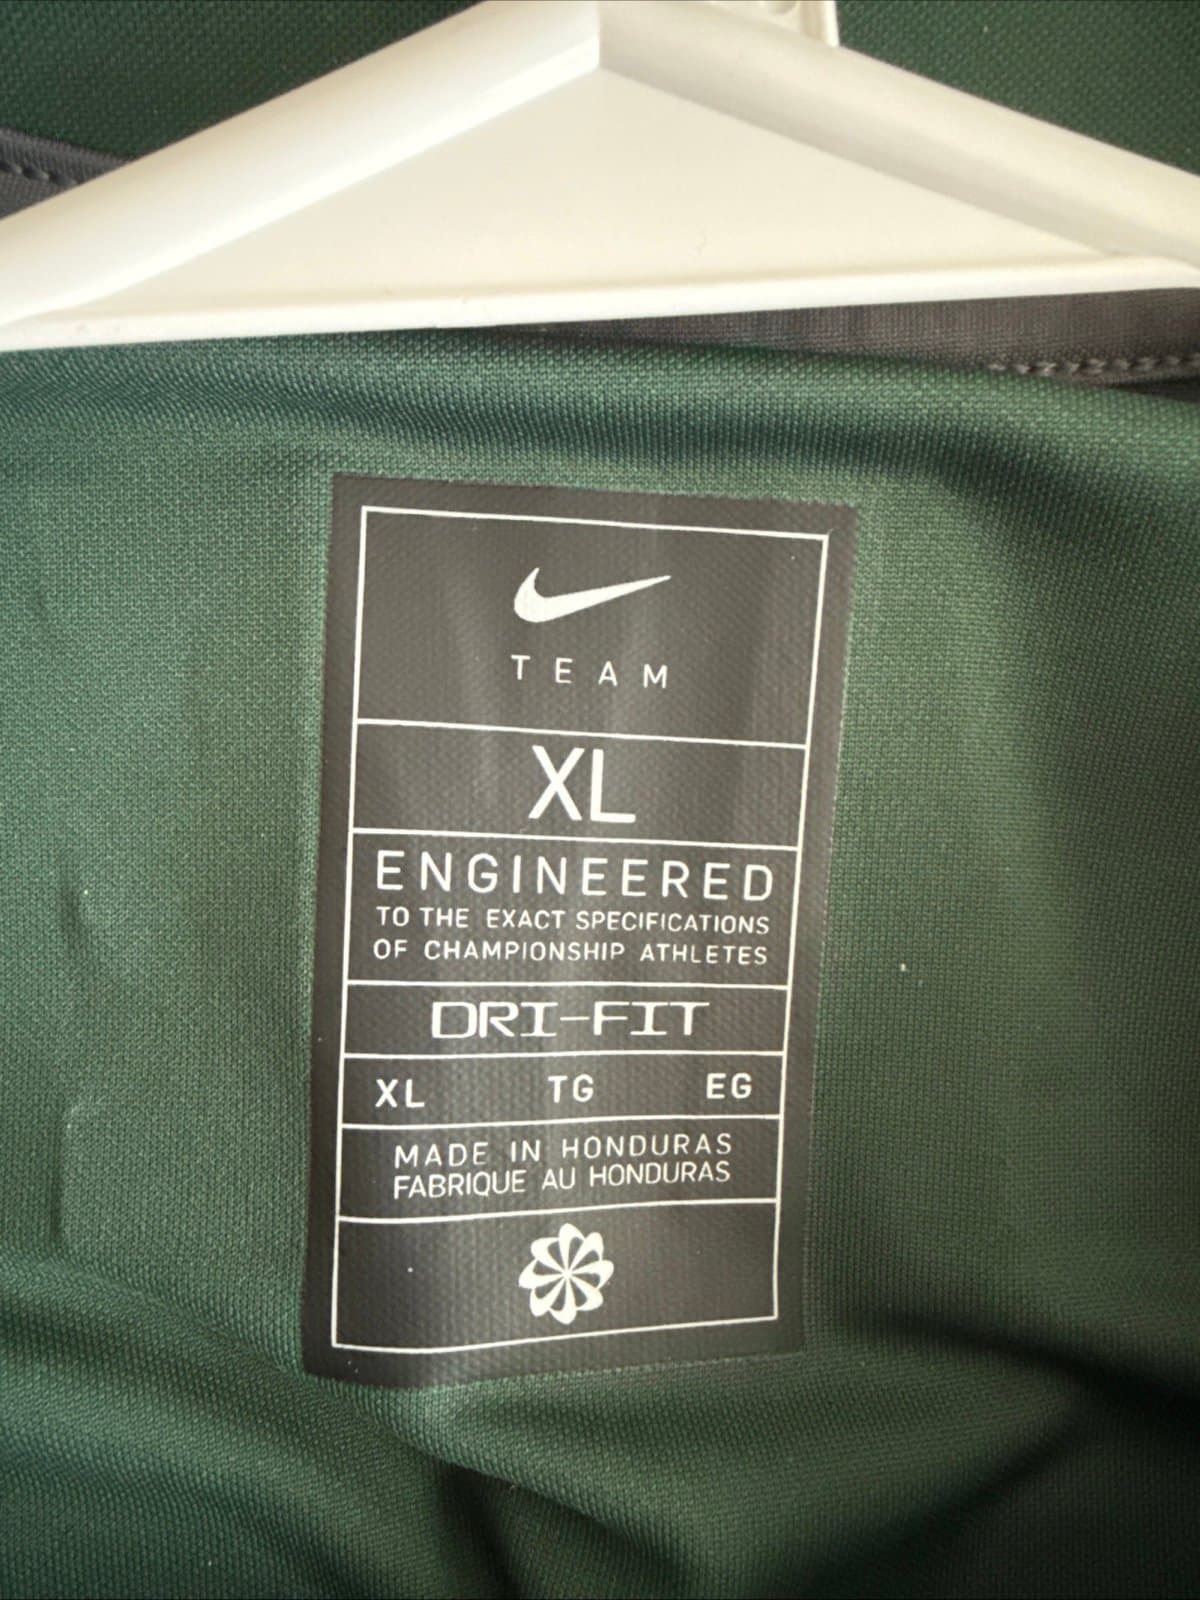 TEAM
XL
ENGINEERED
TO THE EXACT SPECIFICATIONS
OF CHAMPIONSHIP ATHLETES
DRI-FIT
XL TG EG
MADE IN HONDURAS
FABRIQUE AU HONDURAS